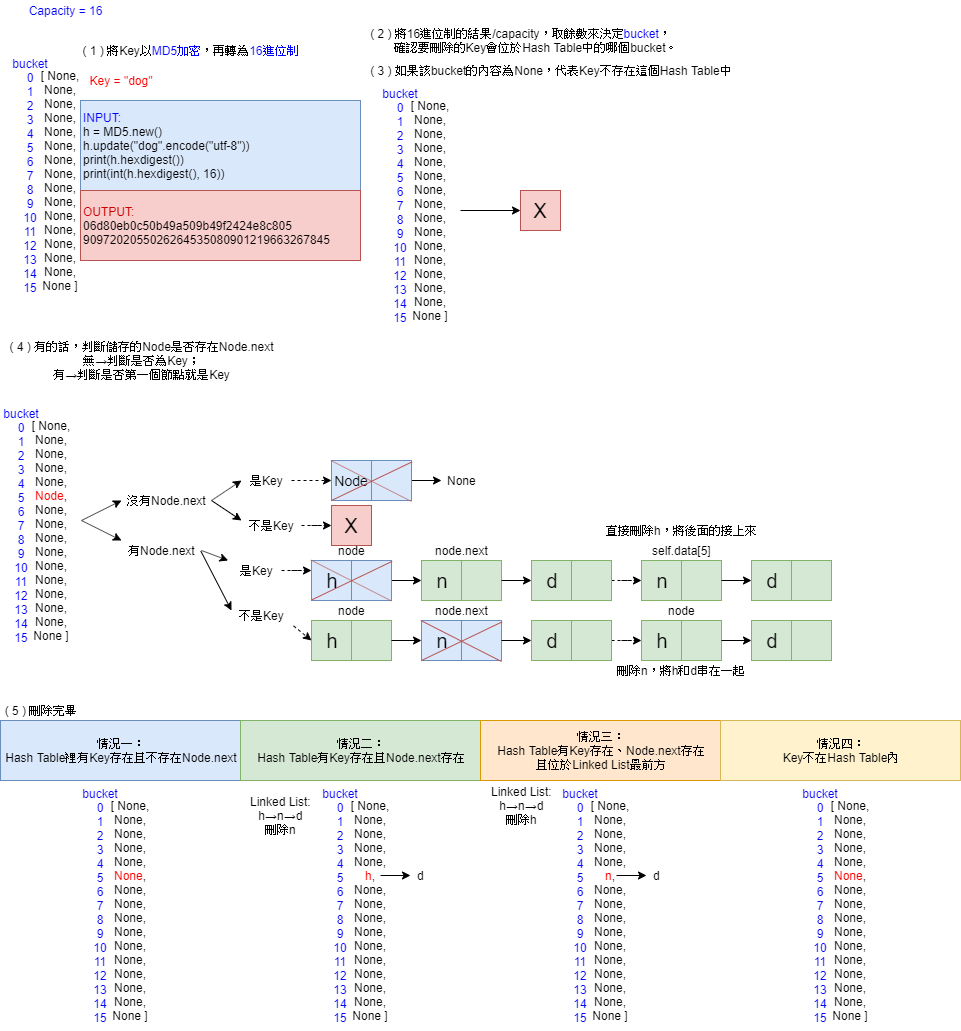 Capacity = 16
( 1 ) 將Key以MD5加密，再轉為16進位制
bucket
Key = "dog"
0 [ None,
1 None,
2 None,
3 None,
4 None,
5 None,
6 None,
7 None,
8 None,
9 None,
10 None,
11 None,
12 None,
13 None,
14 None,
15 None ]
INPUT:
h = MD5.new()
h.update("dog".encode("utf-8"))
print(h.hexdigest())
print(int(h.hexdigest(), 16))
OUTPUT:
06d80eb0c50b49a509b49f2424e8c805
9097202055026264535080901219663267845
( 2 ) 將16進位制的結果/capacity，取餘數來決定bucket，
確認要刪除的Key會位於Hash Table中的哪個bucket。
( 3 ) 如果該bucket的內容為None，代表Key不存在這個Hash Table中
bucket
0 [ None,
1 None,
2 None,
3 None,
4 None,
5 None,
6 None,
7 None,
8 None,
9 None,
10 None,
11 None,
12 None,
13 None,
14 None,
15 None ]
X
( 4 ) 有的話，判斷儲存的Node是否存在Node.next
無→判斷是否為Key；
有→判斷是否第一個節點就是Key
bucket
0 [ None,
1 None,
2 None,
3 None,
4 None,
5 Node,
6 None,
7 None,
8 None,
9 None,
10 None,
11 None,
12 None,
13 None,
14 None,
15 None ]
沒有Node.next
是Key
Node
None
不是Key
X
有Node.next
直接刪除h，將後面的接上來
node
node.next
self.data[5]
是Key
h
n
d
n
d
node
node.next
node
不是Key
h
n
d
h
d
刪除n，將h和d串在一起
( 5 ) 刪除完畢
情況一：
Hash Table裡有Key存在且不存在Node.next
情況二：
Hash Table有Key存在且Node.next存在
情況三：
Hash Table有Key存在、Node.next存在
且位於Linked List最前方
情況四：
Key不在Hash Table內
bucket
0 [ None,
1 None,
2 None,
3 None,
4 None,
5 None,
6 None,
7 None,
8 None,
9 None,
10 None,
11 None,
12 None,
13 None,
14 None,
15 None ]
Linked List:
h→n→d
刪除n
bucket
0 [ None,
1 None,
2 None,
3 None,
4 None,
5 h, d
6 None,
7 None,
8 None,
9 None,
10 None,
11 None,
12 None,
13 None,
14 None,
15 None ]
Linked List:
h→n→d
刪除h
bucket
0 [ None,
1 None,
2 None,
3 None,
4 None,
5 n, d
6 None,
7 None,
8 None,
9 None,
10 None,
11 None,
12 None,
13 None,
14 None,
15 None ]
bucket
0 [ None,
1 None,
2 None,
3 None,
4 None,
5 None,
6 None,
7 None,
8 None,
9 None,
10 None,
11 None,
12 None,
13 None,
14 None,
15 None ]